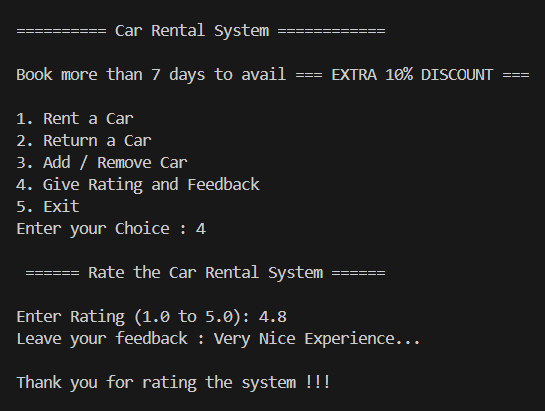 ========== Car Rental System ============
Book more than 7 days to avail === EXTRA 10% DISCOUNT ===
1. Rent a Car
2. Return a Car
3. Add / Remove Car
4. Give Rating and Feedback
5. Exit
Enter your Choice : 4
====== Rate the Car Rental System ======
Enter Rating (1.0 to 5.0): 4.8
Leave your feedback : Very Nice Experience...
Thank you for rating the system !!!